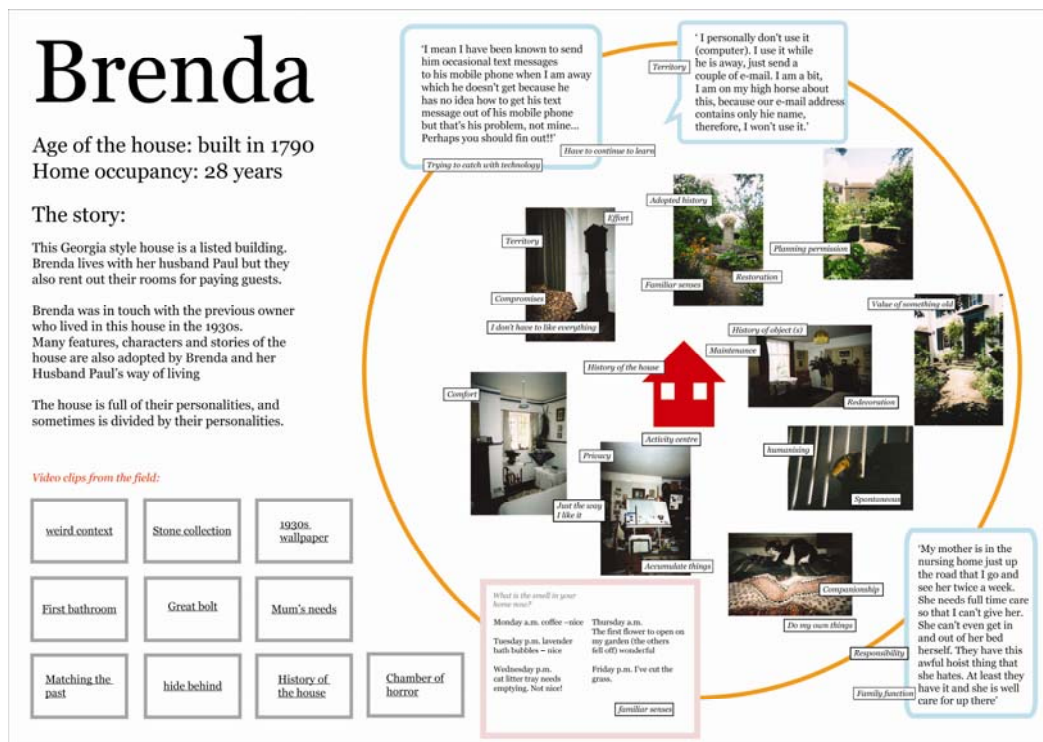 Brenda
Age of the house: built in 1790
Home occupancy: 28 years
The story:
This Georgia style house is a listed building.
Brenda lives with her husband Paul but they
also rent out their rooms for paying guests.
Brenda was in touch with the previous owner
who lived in this house in the 1930s.
Many features, characters and stories of the
house are also adopted by Brenda and her
Husband Paul's way of living
The house is full of their personalities, and
sometimes is divided by their personalities.
Video clips from the field:
weird context
Stone collection
1930s
wallpaper
First bathroom
Great bolt
Mum's needs
Matching the
past
hide behind
History of
the house
Chamber of
horror
'I mean I have been known to send
him occasional text messages
to his mobile phone when I am away
which he doesn't get because he
has no idea how to get his text
message out of his mobile phone
but that's his problem, not mine...
Perhaps you should fin out!!'
Have to continue to learn
Trying to catch with technology
' I personally don't use it
(computer). I use it while
he is away, just send a
couple of e-mail. I am a bit,
I am on my high horse about
this, because our e-mail address
contains only hie name,
therefore, I won't use it.'
Territory
Effort
Territory
Compromises
I don't have to like everything
Adopted history
Familiar senses
Restoration
Planning permission
Value of something old
History of object (s)
Maintenance
Redecoration
History of the house
Activity centre
Comfort
Privacy
Just the way
I like it
Accumulate things
humanising
Spontaneous
Companionship
Do my own things
What is the smell in your
home now?
Monday a.m. coffee –nice
Tuesday p.m. lavender
bath bubbles – nice
Wednesday p.m.
cat litter tray needs
emptying. Not nice!
Thursday a.m.
The first flower to open on
my garden (the others
fell off) wonderful
Friday p.m. I've cut the
grass.
familiar senses
'My mother is in the
nursing home just up
the road that I go and
see her twice a week.
She needs full time care
so that I can't give her.
She can't even get in
and out of her bed
herself. They have this
awful hoist thing that
she hates. At least they
have it and she is well
care for up there'
Responsibility
Family function